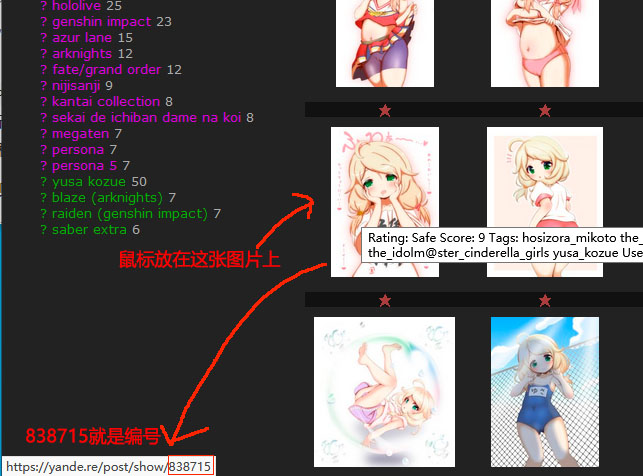 ? hololive 25
? genshin impact 23
? azur lane 15
? arknights 12
? fate/grand order 12
? nijisanji 9
? kantai collection 8
? sekai de ichiban dame na koi 8
? megaten 7
? persona 7
? persona 5 7
? yusa kozue 50
? blaze (arknights) 7
? raiden (genshin impact) 7
? saber extra 6
鼠标放在这张图片上
Rating: Safe Score: 9 Tags: hosizora_mikoto the_
the_idolm@ster_cinderella_girls yusa_kozue Use
838715就是编号
https://yande.re/post/show/838715